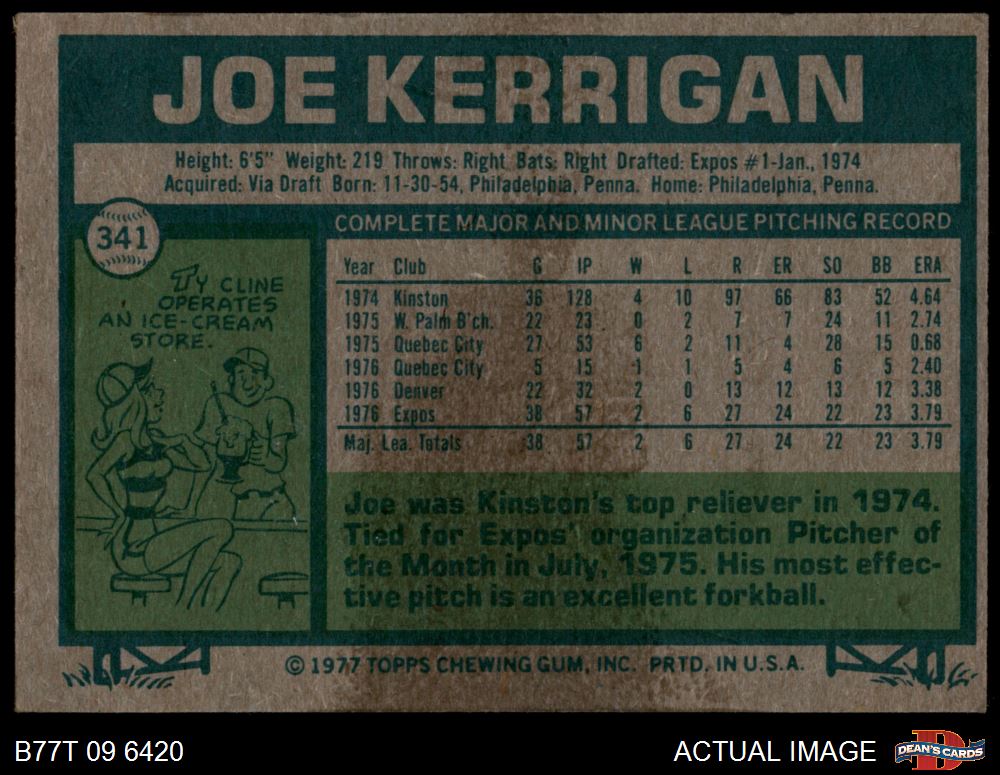 JOE KERRIGAN
Height: 6'5" Weight: 219 Throws: Right Bats: Right Drafted: Expos #1-Jan., 1974
Acquired: Via Draft Born: 11-30-54, Philadelphia, Penna. Home: Philadelphia, Penna.
341
TY CLINE
OPERATES
AN ICE-CREAM
STORE.
COMPLETE MAJOR AND MINOR LEAGUE PITCHING RECORD
Year Club G IP W L R ER SO BB ERA
1974 Kinston 36 128 4 10 97 66 83 52 4.64
1975 W. Palm B'ch. 22 23 0 2 7 7 24 11 2.74
1975 Quebec City 27 53 6 2 11 4 28 15 0.68
1976 Quebec City 5 15 1 1 5 4 6 5 2.40
1976 Denver 22 32 2 0 13 12 13 12 3.38
1976 Expos 38 57 2 6 27 24 22 23 3.79
Maj. Lea. Totals 38 57 2 6 27 24 22 23 3.79
Joe was Kinston's top reliever in 1974.
Tied for Expos' organization Pitcher of
the Month in July, 1975. His most effec-
tive pitch is an excellent forkball.
© 1977 TOPPS CHEWING GUM, INC. PRTD. IN U.S.A.
B77T 09 6420
ACTUAL IMAGE
DEAN'S CARDS